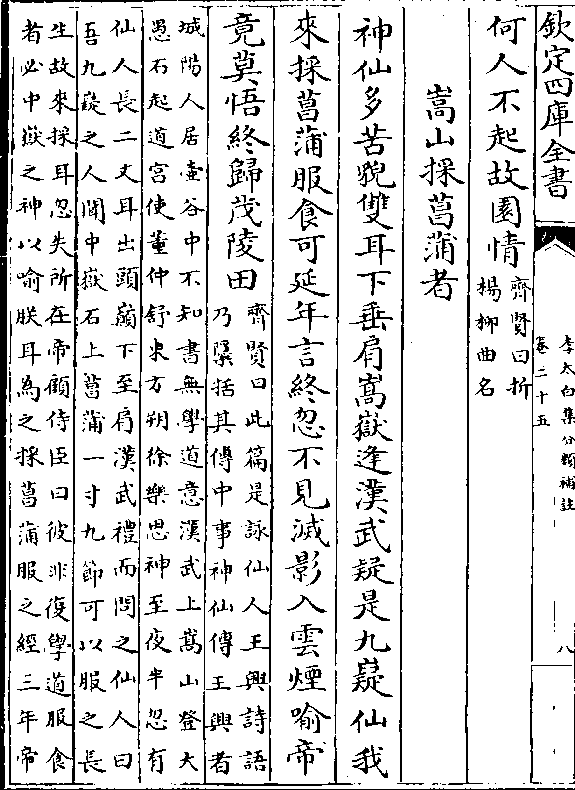 欽定四庫全書
李太白集分類補註
卷二十五
八
何人不起故園情齊賢曰折
楊柳曲名
嵩山採菖蒲者
神仙多苦貌雙耳下垂肩嵩嶽逢漢武疑是九嶷仙我
來採菖蒲服食可延年言終忽不見滅影入雲煙喻帝
竟莫悟終歸茂陵田齊賢曰此篇是詠仙人王興詩語
乃檃括其傳中事神仙傳王興者
城陽人居壺谷中不知書無學道意漢武上嵩山登大
愚石起道宮使董仲舒米方朔徐樂思神至夜半忽有
仙人長二丈耳出頭巔下至肩漢武禮而問之仙人曰
吾九嶷之人聞中嶽石上菖蒲一寸九節可以服之長
生故來採耳忽失所在帝顧侍臣曰彼非復學道服食
者必中嶽之神以喻朕耳為之採菖蒲服之經三年帝